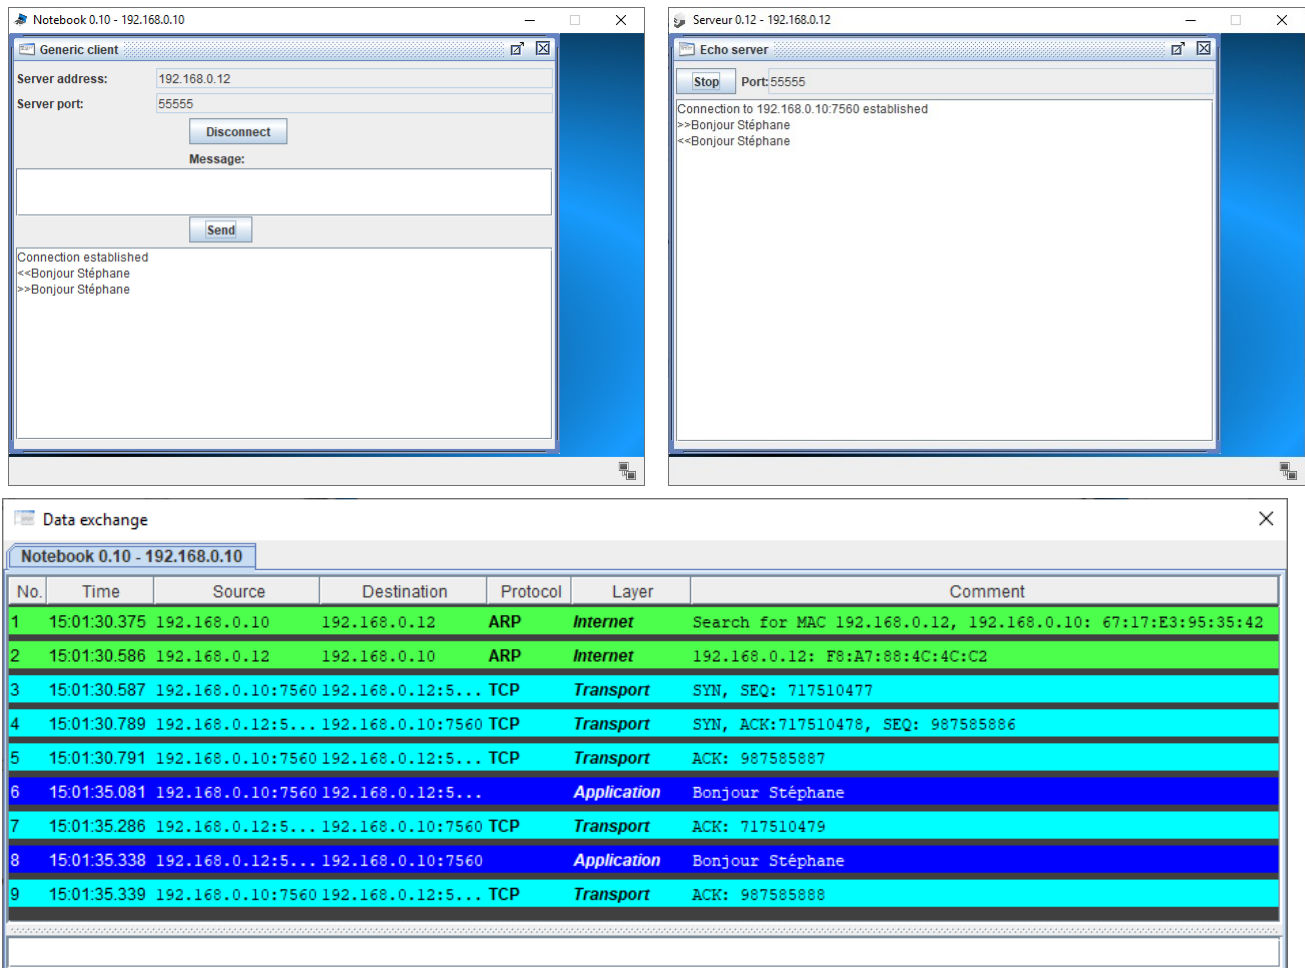 Notebook 0.10 - 192.168.0.10
Generic client
Server address: 192.168.0.12
Server port: 55555
Disconnect
Message:
Send
Connection established
<<Bonjour Stéphane
>>Bonjour Stéphane
Serveur 0.12 - 192.168.0.12
Echo server
Stop Port: 55555
Connection to 192.168.0.10:7560 established
>>Bonjour Stéphane
<<Bonjour Stéphane
Data exchange
Notebook 0.10 - 192.168.0.10
No. Time Source Destination Protocol Layer Comment
1 15:01:30.375 192.168.0.10 192.168.0.12 ARP Internet Search for MAC 192.168.0.12, 192.168.0.10: 67:17:E3:95:35:42
2 15:01:30.586 192.168.0.12 192.168.0.10 ARP Internet 192.168.0.12: F8:A7:88:4C:4C:C2
3 15:01:30.587 192.168.0.10:7560 192.168.0.12:5... TCP Transport SYN, SEQ: 717510477
4 15:01:30.789 192.168.0.12:5... 192.168.0.10:7560 TCP Transport SYN, ACK:717510478, SEQ: 987585886
5 15:01:30.791 192.168.0.10:7560 192.168.0.12:5... TCP Transport ACK: 987585887
6 15:01:35.081 192.168.0.10:7560 192.168.0.12:5... Application Bonjour Stéphane
7 15:01:35.286 192.168.0.12:5... 192.168.0.10:7560 TCP Transport ACK: 717510479
8 15:01:35.338 192.168.0.12:5... 192.168.0.10:7560 Application Bonjour Stéphane
9 15:01:35.339 192.168.0.10:7560 192.168.0.12:5... TCP Transport ACK: 987585888